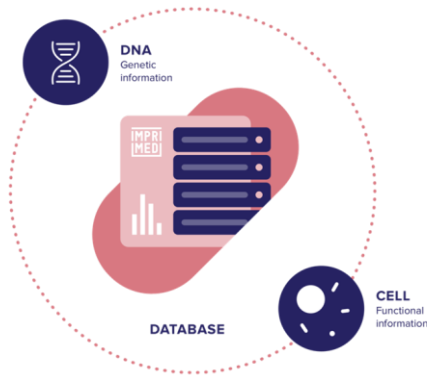 DNA
Genetic
information
IMPRI
MED
CELL
Functional
information
DATABASE